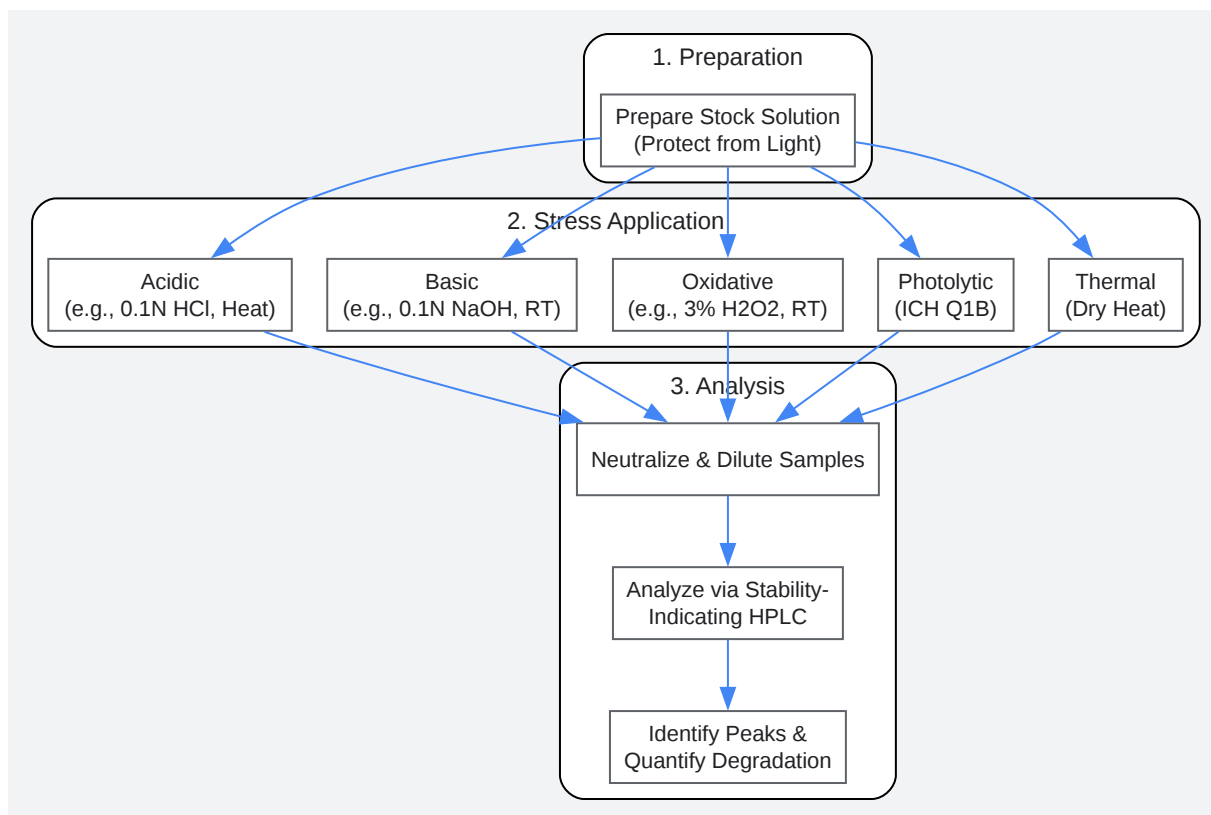 1. Preparation
Prepare Stock Solution
(Protect from Light)
2. Stress Application
Acidic
(e.g., 0.1N HCl, Heat)
Basic
(e.g., 0.1N NaOH, RT)
Oxidative
(e.g., 3% H2O2, RT)
Photolytic
(ICH Q1B)
Thermal
(Dry Heat)
3. Analysis
Neutralize & Dilute Samples
Analyze via Stability-
Indicating HPLC
Identify Peaks &
Quantify Degradation